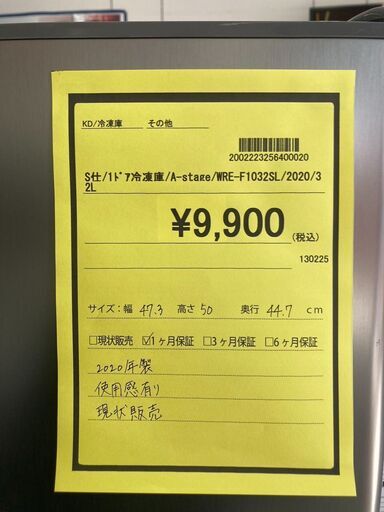 KD/冷凍庫 その他
2002223256400020
S仕/1ﾄﾞｱ冷凍庫/A-stage/WRE-F1032SL/2020/3
2L
¥9,900
(税込)
130225
サイズ:幅 47.3 高さ 50 奥行 44.7 cm
□現状販売 ☑1ヶ月保証 □3ヶ月保証 □6ヶ月保証
2020年製
使用感有り
現状販売